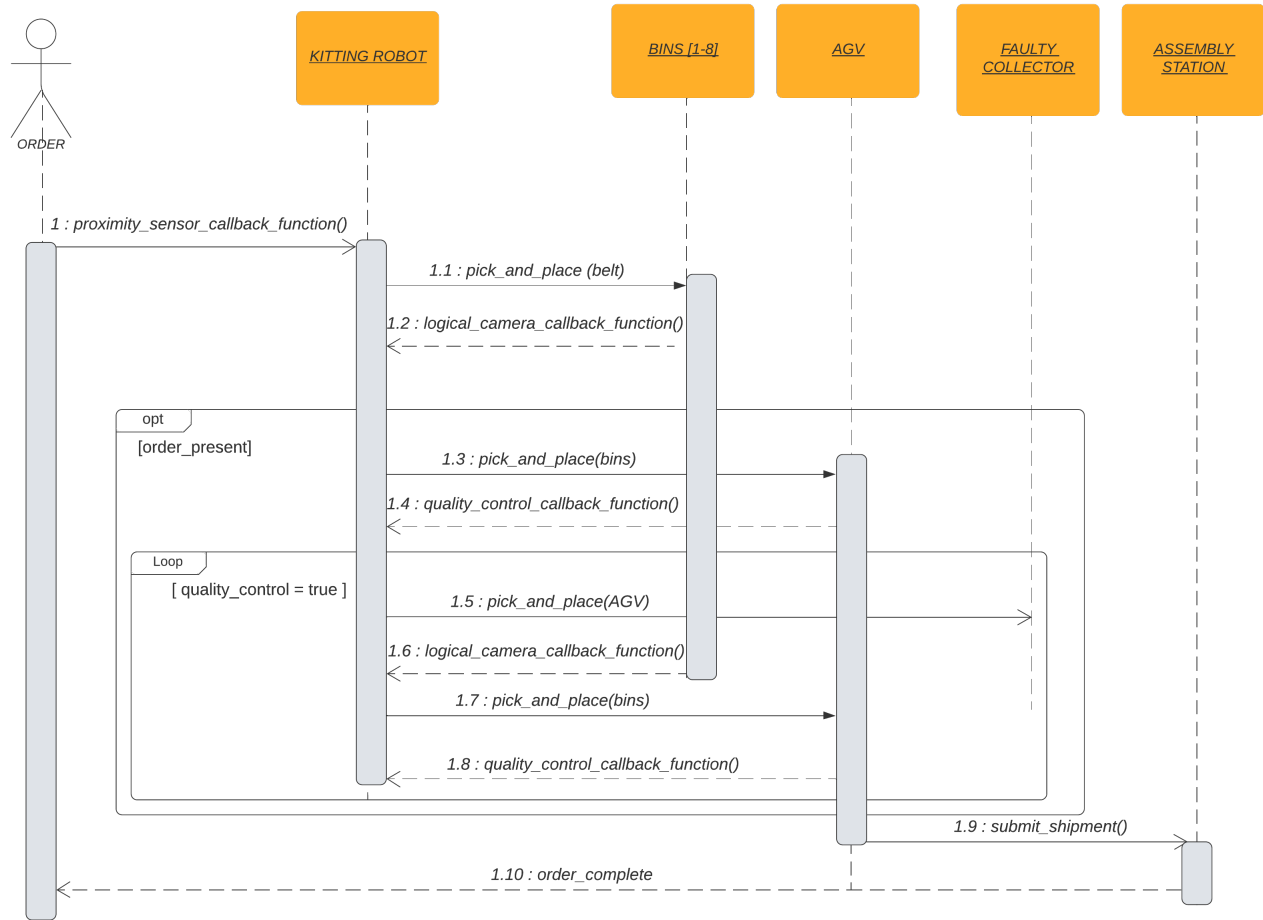 KITTING ROBOT
BINS [1-8]
AGV
FAULTY
COLLECTOR
ASSEMBLY
STATION
ORDER
1 : proximity_sensor_callback_function()
1.1 : pick_and_place (belt)
1.2 : logical_camera_callback_function()
opt
[order_present]
1.3 : pick_and_place(bins)
1.4 : quality_control_callback_function()
Loop
[ quality_control = true ]
1.5 : pick_and_place(AGV)
1.6 : logical_camera_callback_function()
1.7 : pick_and_place(bins)
1.8 : quality_control_callback_function()
1.9 : submit_shipment()
1.10 : order_complete